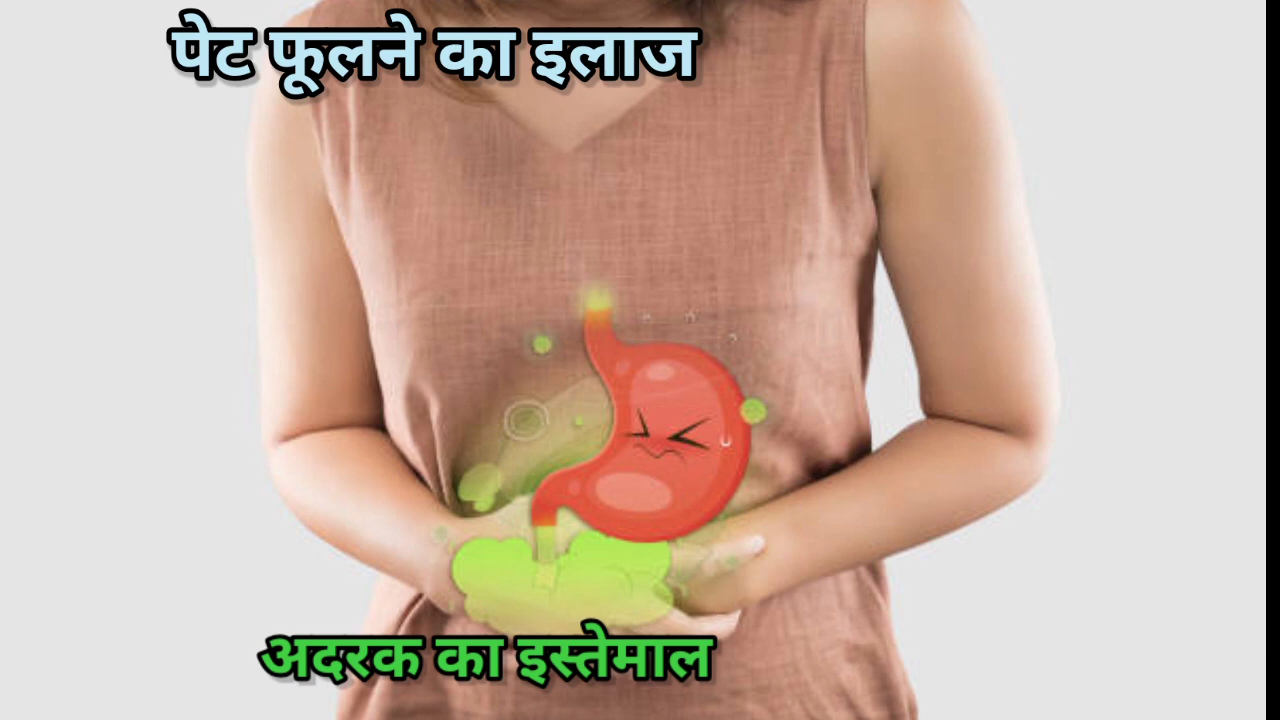 पेट फूलने का इलाज
अदरक का इस्तेमाल